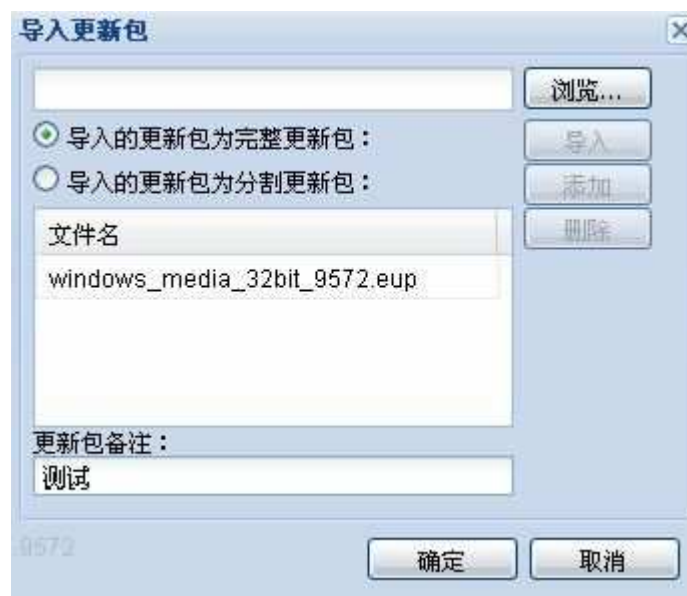 导入更新包
浏览...
导入的更新包为完整更新包：
导入
导入的更新包为分割更新包：
添加
文件名
删除
windows_media_32bit_9572.eup
更新包备注：
测试
9572
确定
取消